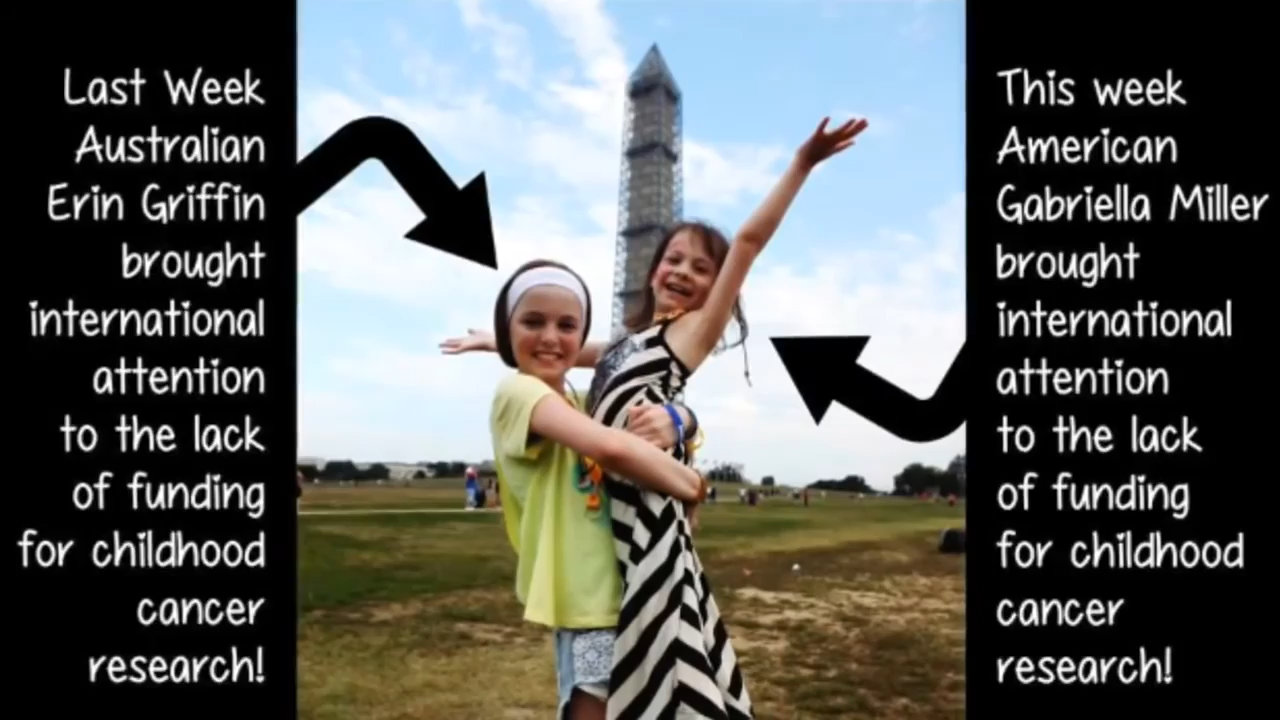 Last Week
Australian
Erin Griffin
brought
international
attention
to the lack
of funding
for childhood
cancer
research!
This week
American
Gabriella Miller
brought
international
attention
to the lack
of funding
for childhood
cancer
research!